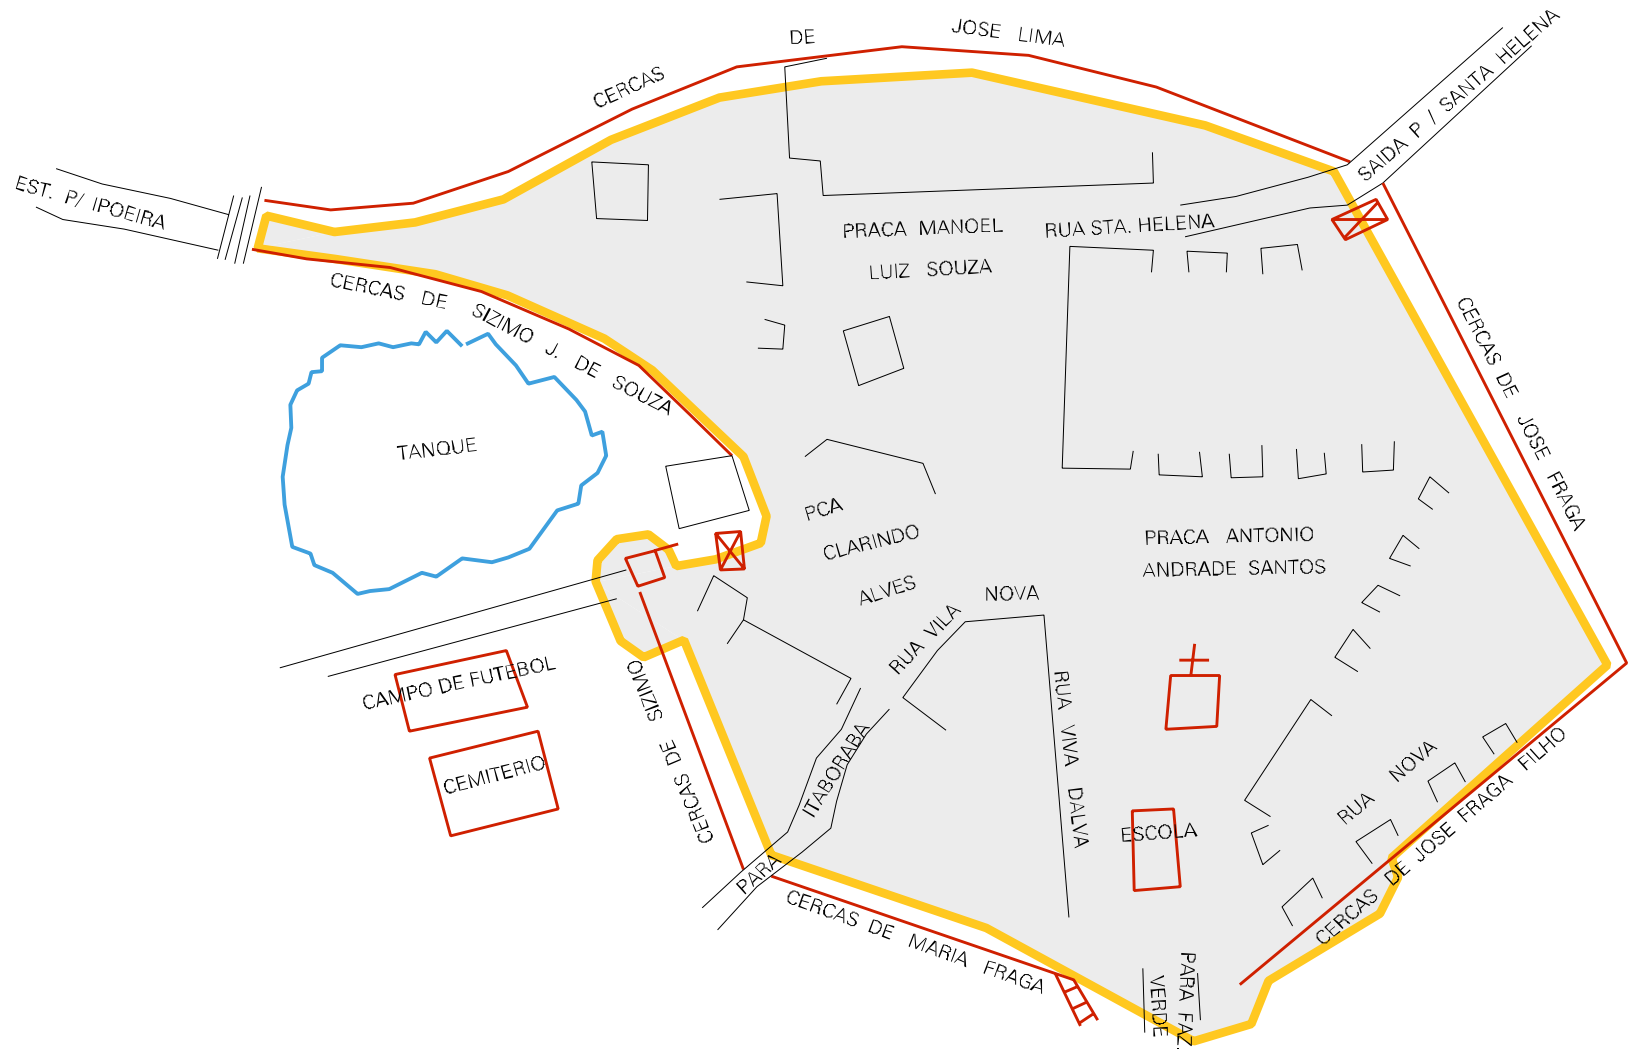 DE
JOSE LIMA
CERCAS
SAIDA P / SANTA HELENA
EST. P/ IPOEIRA
PRACA MANOEL
LUIZ SOUZA
RUA STA. HELENA
CERCAS DE SIZIMO J. DE SOUZA
CERCAS DE JOSE FRAGA
TANQUE
PCA
CLARINDO
ALVES
PRACA ANTONIO
ANDRADE SANTOS
RUA VILA NOVA
CAMPO DE FUTEBOL
CERCAS DE SIZIMO
RUA VIVA DALVA
CEMITERIO
ITABORABA
PARA
RUA NOVA
CERCAS DE JOSE FRAGA FILHO
ESCOLA
CERCAS DE MARIA FRAGA
PARA FAZ.
VERDE